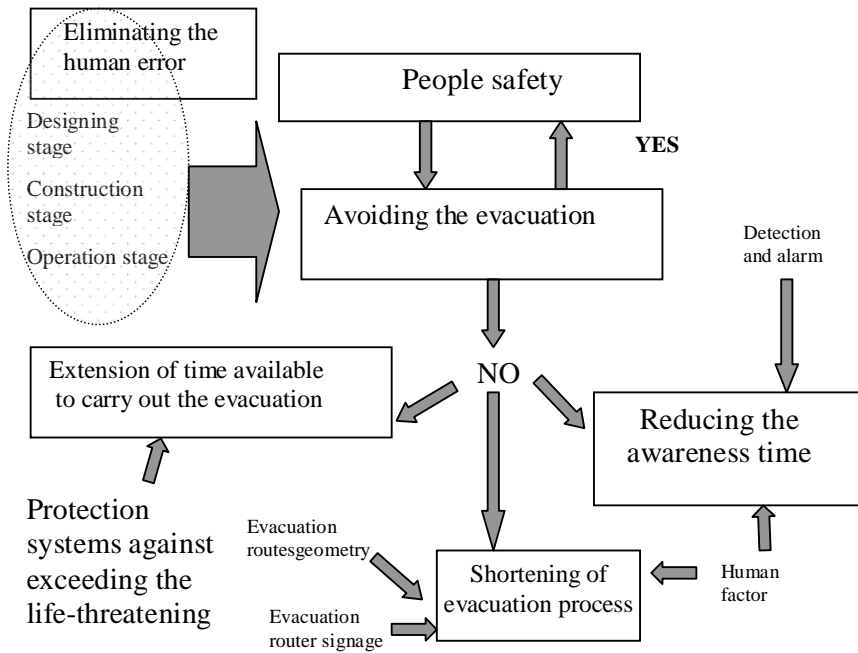 Eliminating the
human error
People safety
Designing
stage
YES
Construction
stage
Avoiding the evacuation
Operation stage
Detection
and alarm
Extension of time available
to carry out the evacuation
NO
Reducing the
awareness time
Protection
systems against
exceeding the
life-threatening
Evacuation
routesgeometry
Shortening of
evacuation process
Human
factor
Evacuation
router signage